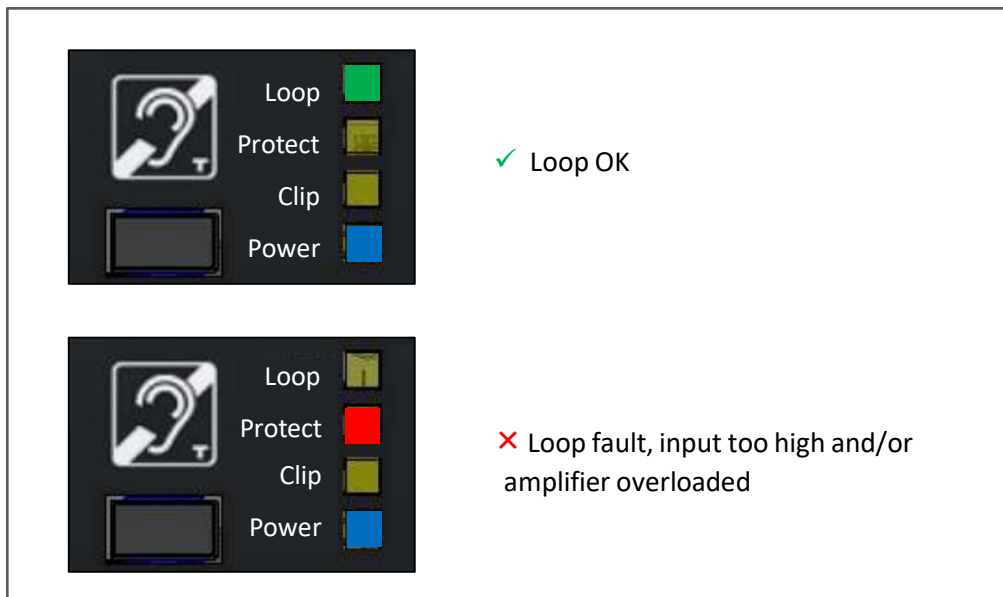 Loop
Protect
Clip
Power
T
✓ Loop OK
Loop
Protect
Clip
Power
T
✕ Loop fault, input too high and/or
amplifier overloaded